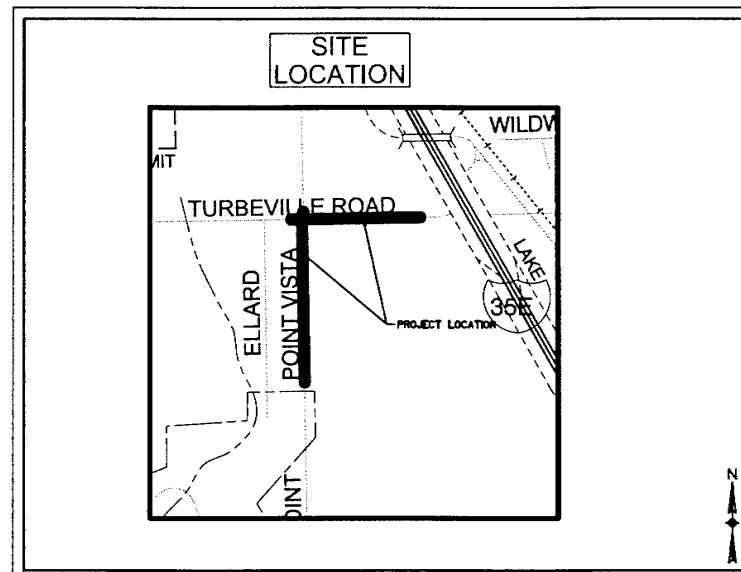 SITE
LOCATION
WILDW
MIT
TURBEVILLE ROAD
ELLARD
POINT VISTA
LAKE
35E
PROJECT LOCATION
OINT
N